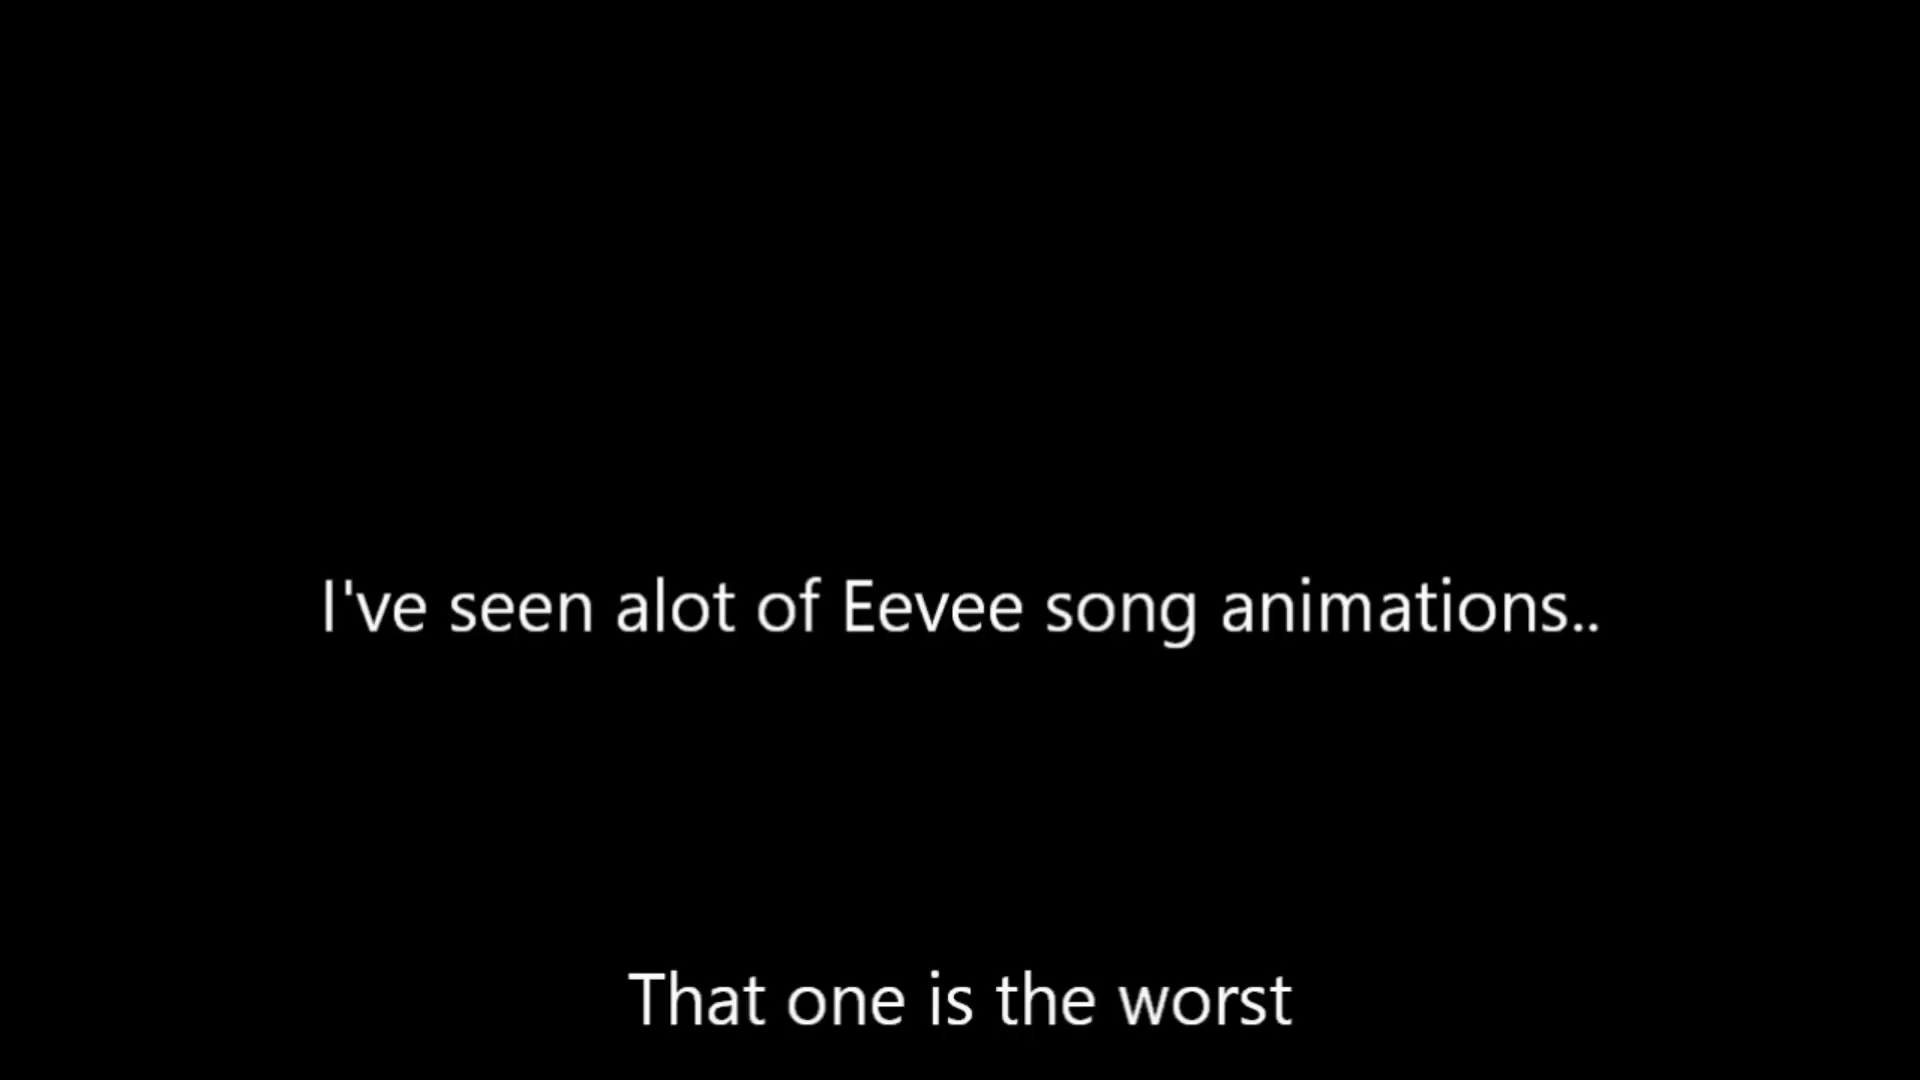 I've seen alot of Eevee song animations..
That one is the worst